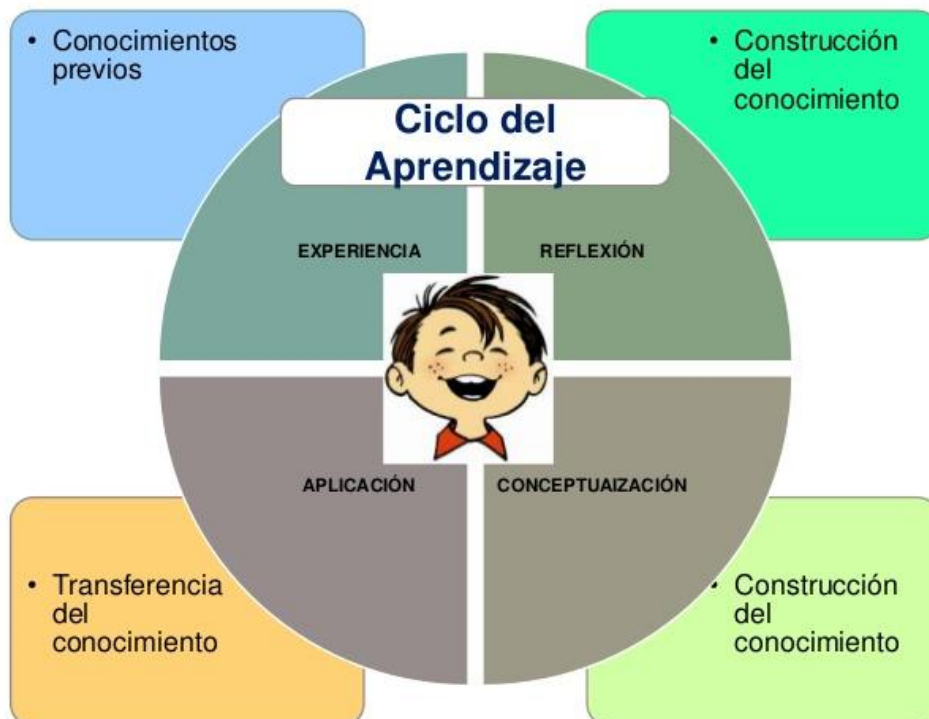 • Conocimientos
previos
• Construcción
del
conocimiento
Ciclo del
Aprendizaje
EXPERIENCIA
REFLEXIÓN
APLICACIÓN
CONCEPTUAIZACIÓN
• Transferencia
del
conocimiento
• Construcción
del
conocimiento